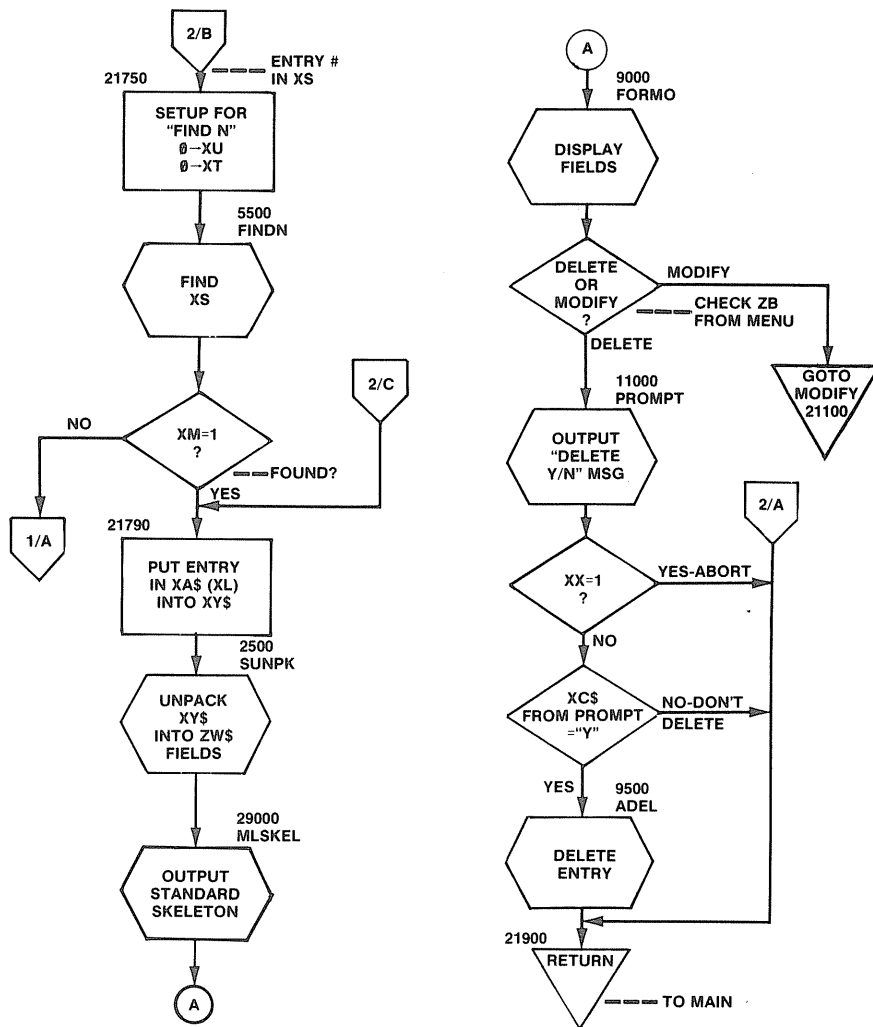 2/B
ENTRY #
IN XS
21750
SETUP FOR
“FIND N”
Ø→XU
Ø→XT
5500
FINDN
FIND
XS
2/C
NO
XM=1
?
FOUND?
YES
1/A
21790
PUT ENTRY
IN XA$ (XL)
INTO XY$
2500
SUNPK
UNPACK
XY$
INTO ZW$
FIELDS
29000
MLSKEL
OUTPUT
STANDARD
SKELETON
A
A
9000
FORMO
DISPLAY
FIELDS
DELETE
OR
MODIFY
?
MODIFY
CHECK ZB
FROM MENU
DELETE
GOTO
MODIFY
21100
11000
PROMPT
OUTPUT
“DELETE
Y/N” MSG
2/A
XX=1
?
YES-ABORT
NO
XC$
FROM PROMPT
=“Y”
NO-DON'T
DELETE
YES
9500
ADEL
DELETE
ENTRY
21900
RETURN
TO MAIN